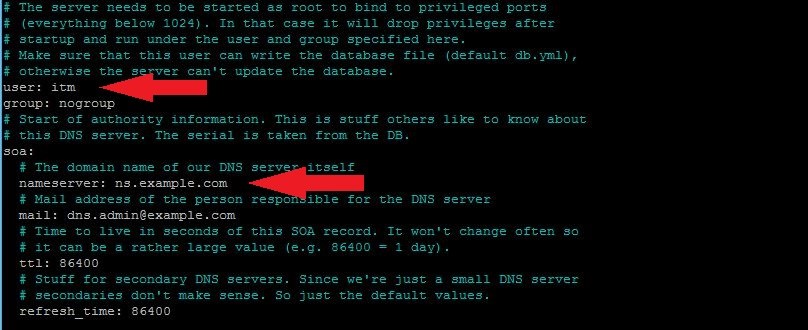 # The server needs to be started as root to bind to privileged ports
# (everything below 1024). In that case it will drop privileges after
# startup and run under the user and group specified here.
# Make sure that this user can write the database file (default db.yml),
# otherwise the server can't update the database.
user: itm
group: nogroup
# Start of authority information. This is stuff others like to know about
# this DNS server. The serial is taken from the DB.
soa:
  # The domain name of our DNS server itself
  nameserver: ns.example.com
  # Mail address of the person responsible for the DNS server
  mail: dns.admin@example.com
  # Time to live in seconds of this SOA record. It won't change often so
  # it can be a rather large value (e.g. 86400 = 1 day).
  ttl: 86400
  # Stuff for secondary DNS servers. Since we're just a small DNS server
  # secondaries don't make sense. So just the default values.
  refresh_time: 86400